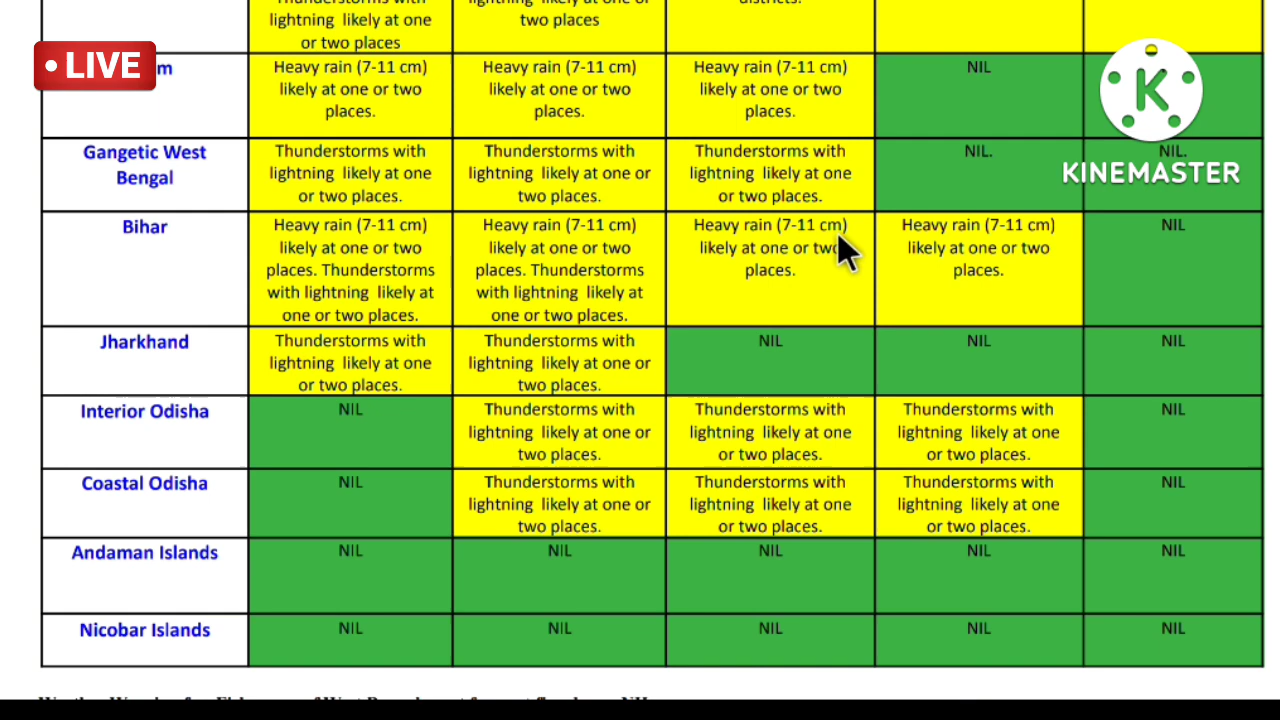 Thunderstorms with
lightning likely at one
or two places
lightning likely at one or
two places
districts.
LIVE
m
Heavy rain (7-11 cm)
likely at one or two
places.
Heavy rain (7-11 cm)
likely at one or two
places.
Heavy rain (7-11 cm)
likely at one or two
places.
NIL
K
KINEMASTER
Gangetic West
Bengal
Thunderstorms with
lightning likely at one
or two places.
Thunderstorms with
lightning likely at one or
two places.
Thunderstorms with
lightning likely at one
or two places.
NIL.
NIL.
Bihar
Heavy rain (7-11 cm)
likely at one or two
places. Thunderstorms
with lightning likely at
one or two places.
Heavy rain (7-11 cm)
likely at one or two
places. Thunderstorms
with lightning likely at
one or two places.
Heavy rain (7-11 cm)
likely at one or two
places.
Heavy rain (7-11 cm)
likely at one or two
places.
NIL
Jharkhand
Thunderstorms with
lightning likely at one
or two places.
Thunderstorms with
lightning likely at one or
two places.
NIL
NIL
NIL
Interior Odisha
NIL
Thunderstorms with
lightning likely at one or
two places.
Thunderstorms with
lightning likely at one
or two places.
Thunderstorms with
lightning likely at one
or two places.
NIL
Coastal Odisha
NIL
Thunderstorms with
lightning likely at one or
two places.
Thunderstorms with
lightning likely at one
or two places.
Thunderstorms with
lightning likely at one
or two places.
NIL
Andaman Islands
NIL
NIL
NIL
NIL
NIL
Nicobar Islands
NIL
NIL
NIL
NIL
NIL